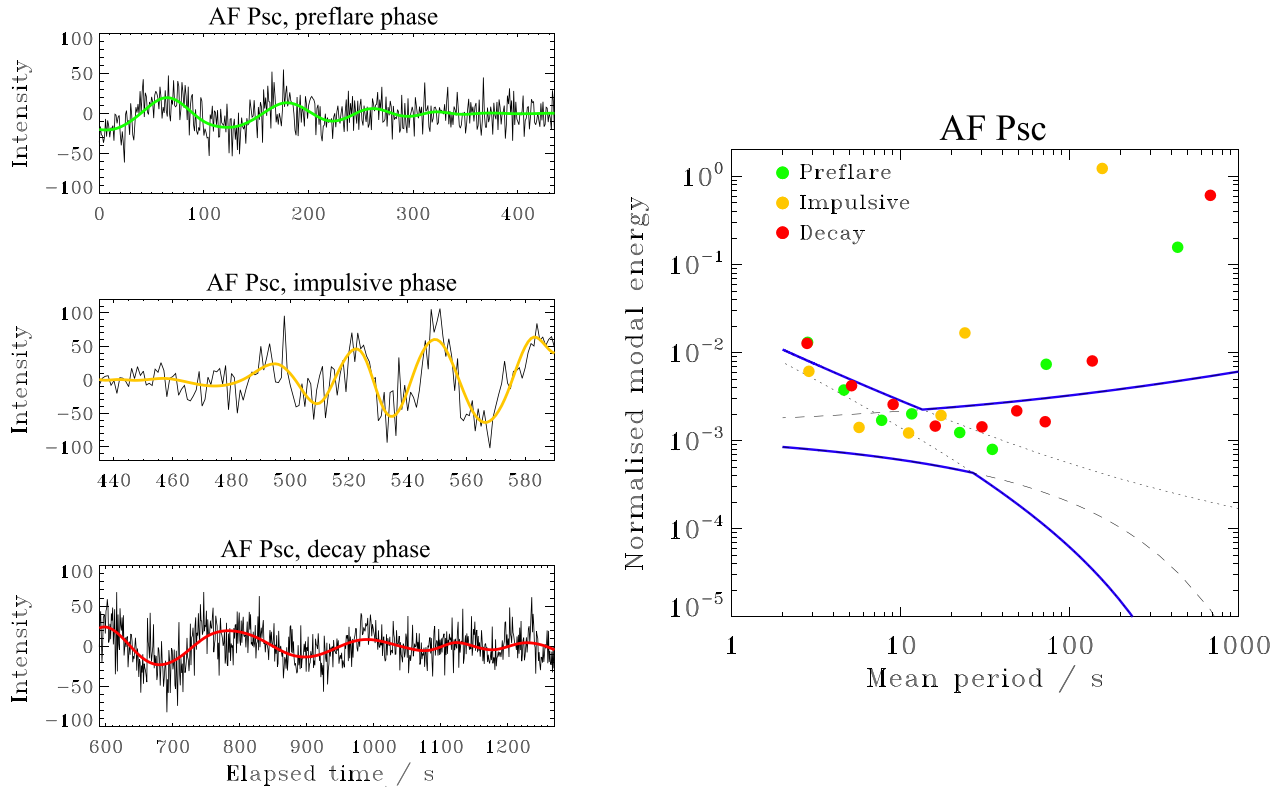 AF Psc, preflare phase
Intensity
100
50
0
−50
−100
0 100 200 300 400
AF Psc, impulsive phase
Intensity
100
50
0
−50
−100
440 460 480 500 520 540 560 580
AF Psc, decay phase
Intensity
100
50
0
−50
−100
600 700 800 900 1000 1100 1200
Elapsed time / s
AF Psc
Preflare
Impulsive
Decay
Normalised modal energy
10⁰
10⁻¹
10⁻²
10⁻³
10⁻⁴
10⁻⁵
1 10 100 1000
Mean period / s